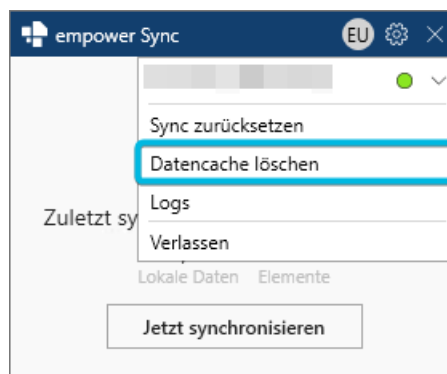 empower Sync EU
Sync zurücksetzen
Datencache löschen
Logs
Zuletzt sy
Verlassen
Lokale Daten Elemente
Jetzt synchronisieren